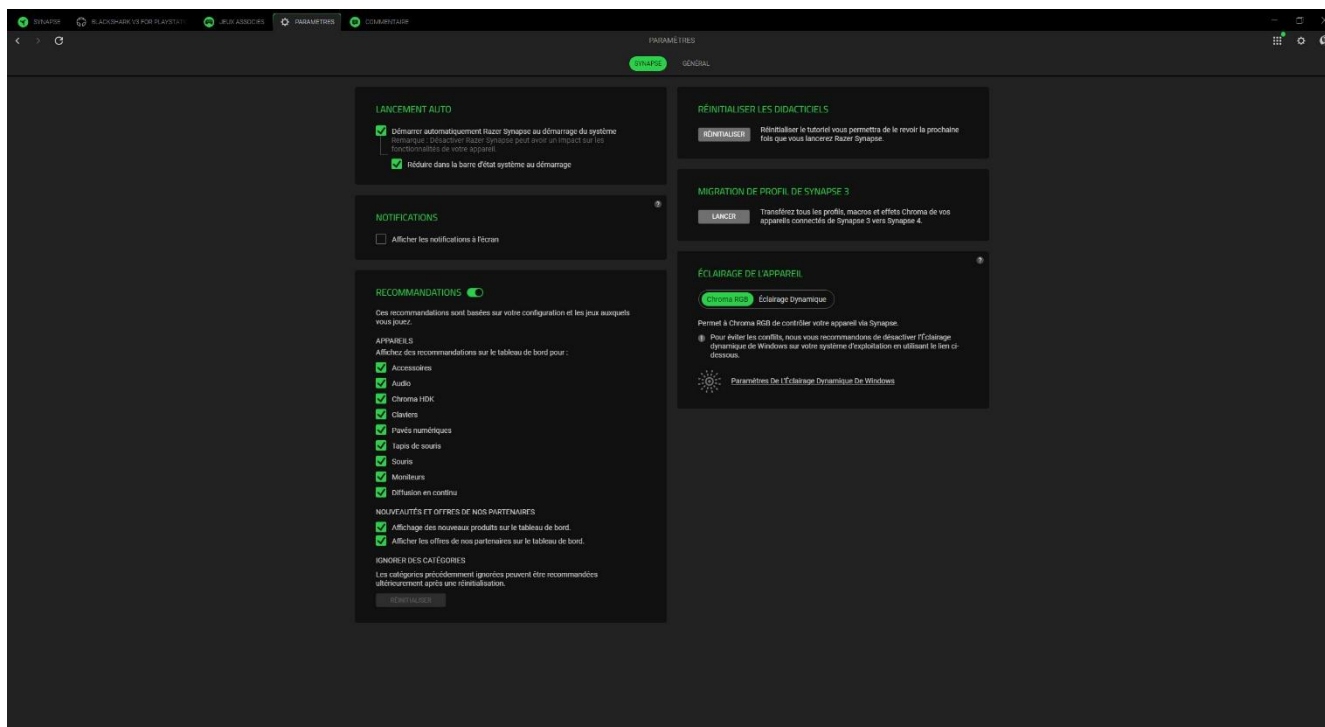 SYNAPSE
BLACKSHARK V3 FOR PLAYSTATI
JEUX ASSOCIÉS
PARAMÈTRES
COMMENTAIRE
PARAMÈTRES
SYNAPSE
GÉNÉRAL
LANCEMENT AUTO
Démarrer automatiquement Razer Synapse au démarrage du système
Remarque : Désactiver Razer Synapse peut avoir un impact sur les
fonctionnalités de votre appareil.
Réduire dans la barre d'état système au démarrage
NOTIFICATIONS
Afficher les notifications à l'écran
RECOMMANDATIONS
Ces recommandations sont basées sur votre configuration et les jeux auxquels
vous jouez.
APPAREILS
Affichez des recommandations sur le tableau de bord pour :
Accessoires
Audio
Chroma HDK
Claviers
Pavés numériques
Tapis de souris
Souris
Moniteurs
Diffusion en continu
NOUVEAUTÉS ET OFFRES DE NOS PARTENAIRES
Affichage des nouveaux produits sur le tableau de bord.
Afficher les offres de nos partenaires sur le tableau de bord.
IGNORER DES CATÉGORIES
Les catégories précédemment ignorées peuvent être recommandées
ultérieurement après une réinitialisation.
RÉINITIALISER
RÉINITIALISER LES DIDACTICIELS
RÉINITIALISER
Réinitialiser le tutoriel vous permettra de le revoir la prochaine
fois que vous lancerez Razer Synapse.
MIGRATION DE PROFIL DE SYNAPSE 3
LANCER
Transférez tous les profils, macros et effets Chroma de vos
appareils connectés de Synapse 3 vers Synapse 4.
ÉCLAIRAGE DE L'APPAREIL
Chroma RGB
Éclairage Dynamique
Permet à Chroma RGB de contrôler votre appareil via Synapse.
Pour éviter les conflits, nous vous recommandons de désactiver l'Éclairage
dynamique de Windows sur votre système d'exploitation en utilisant le lien ci-
dessous.
Paramètres De L'Éclairage Dynamique De Windows